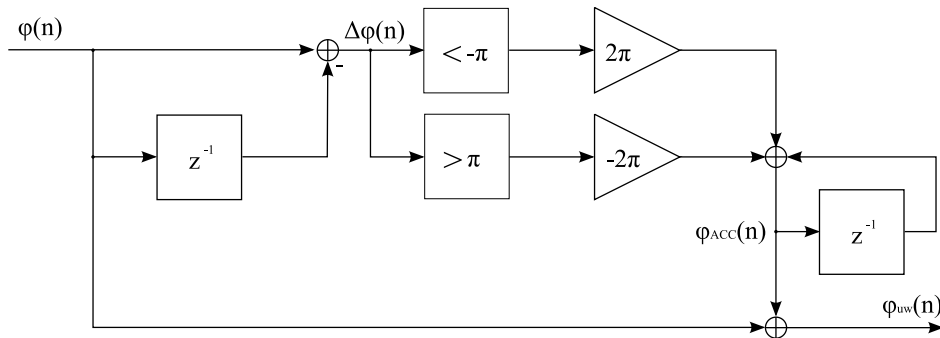 φ(n)
Δφ(n)
-
< -π
2π
z⁻¹
> π
-2π
φACC(n)
z⁻¹
φuw(n)